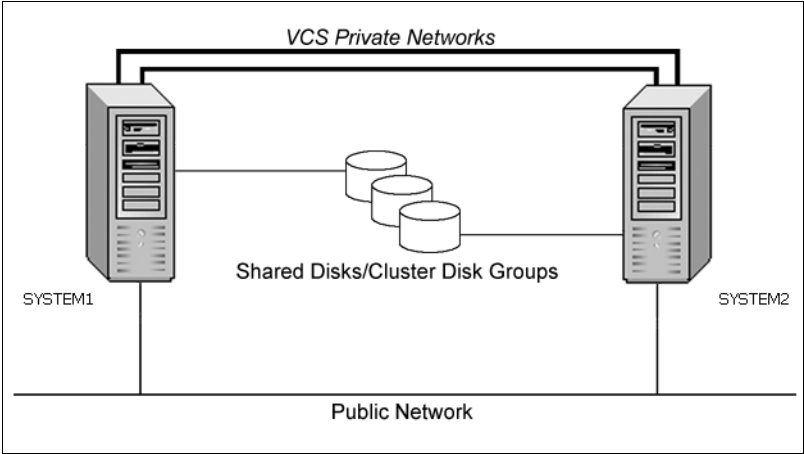 VCS Private Networks
Shared Disks/Cluster Disk Groups
SYSTEM1
SYSTEM2
Public Network